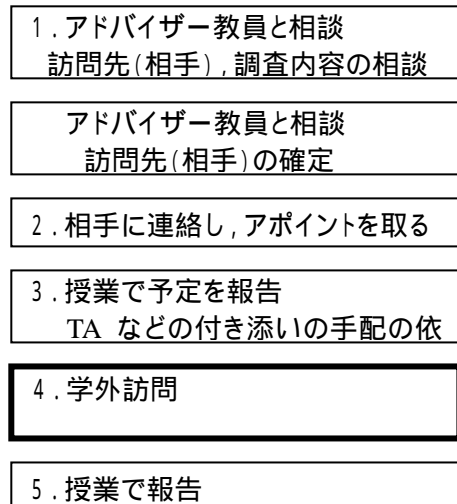 1．アドバイザー教員と相談
訪問先(相手),調査内容の相談
アドバイザー教員と相談
訪問先(相手)の確定
2．相手に連絡し,アポイントを取る
3．授業で予定を報告
TA などの付き添いの手配の依
4．学外訪問
5．授業で報告